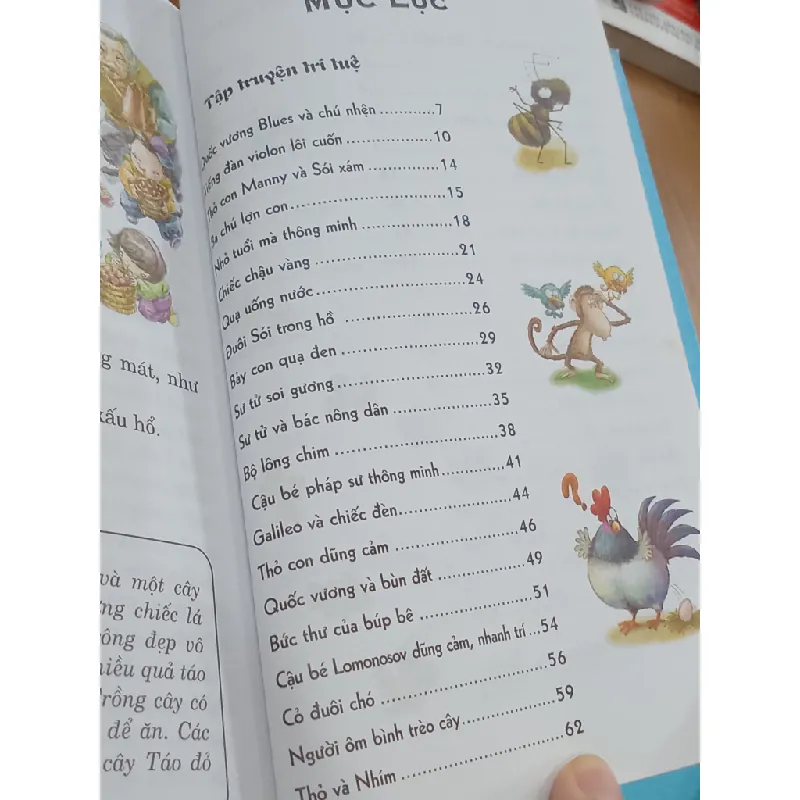 g mát, như
xấu hổ.
và một cây
ng chiếc lá
ông đẹp vô
hiều quả táo
Trồng cây có
để ăn. Các
cây Táo đỏ
MỤC LỤC
Tập truyện trí tuệ
Quốc vương Blues và chú nhện ............7
Tiếng đàn violon lôi cuốn ............10
Thỏ con Manny và Sói xám ............14
Ba chú lợn con ............15
Nhỏ tuổi mà thông minh ............18
Chiếc chậu vàng ............21
Quạ uống nước ............24
Đuôi Sói trong hồ ............26
Bảy con quạ đen ............29
Sư tử soi gương ............32
Sư tử và bác nông dân ............35
Bộ lông chim ............38
Cậu bé pháp sư thông minh ............41
Galileo và chiếc đèn ............44
Thỏ con dũng cảm ............46
Quốc vương và bùn đất ............49
Bức thư của búp bê ............51
Cậu bé Lomonosov dũng cảm, nhanh trí ...54
Cỏ đuôi chó ............56
Người ôm bình trèo cây ............59
Thỏ và Nhím ............62